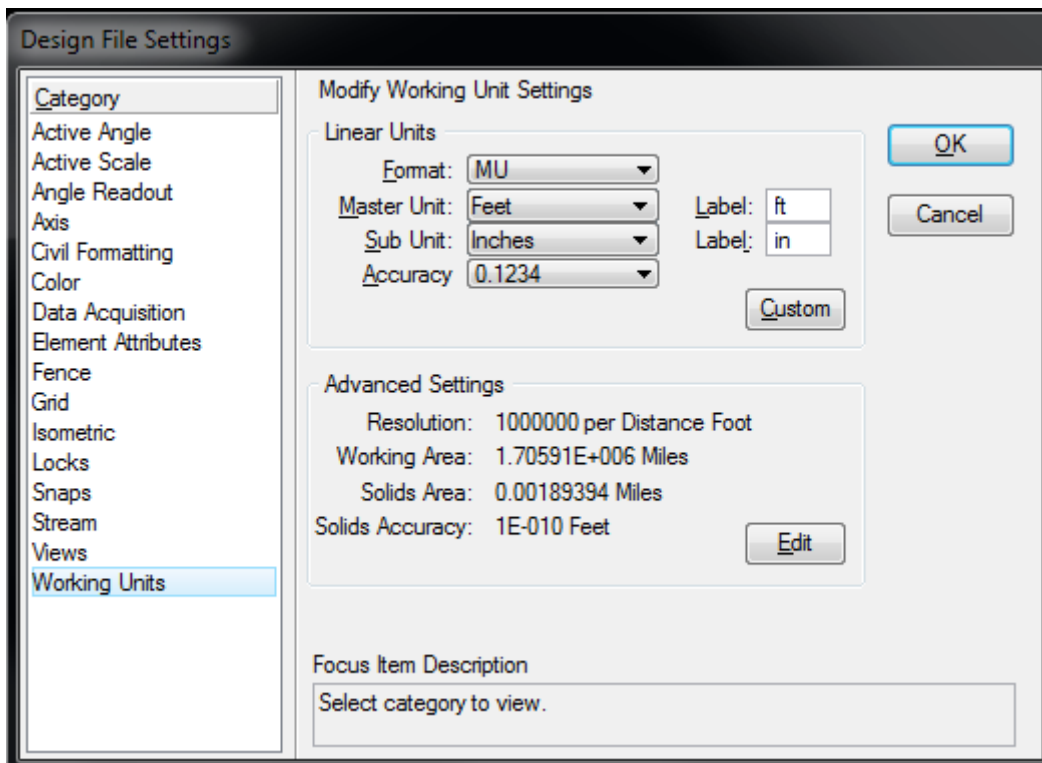 Design File Settings
Category
Active Angle
Active Scale
Angle Readout
Axis
Civil Formatting
Color
Data Acquisition
Element Attributes
Fence
Grid
Isometric
Locks
Snaps
Stream
Views
Working Units
Modify Working Unit Settings
Linear Units
Format: MU
Master Unit: Feet Label: ft
Sub Unit: Inches Label: in
Accuracy 0.1234
Custom
Advanced Settings
Resolution: 1000000 per Distance Foot
Working Area: 1.70591E+006 Miles
Solids Area: 0.00189394 Miles
Solids Accuracy: 1E-010 Feet
Edit
Focus Item Description
Select category to view.
OK
Cancel